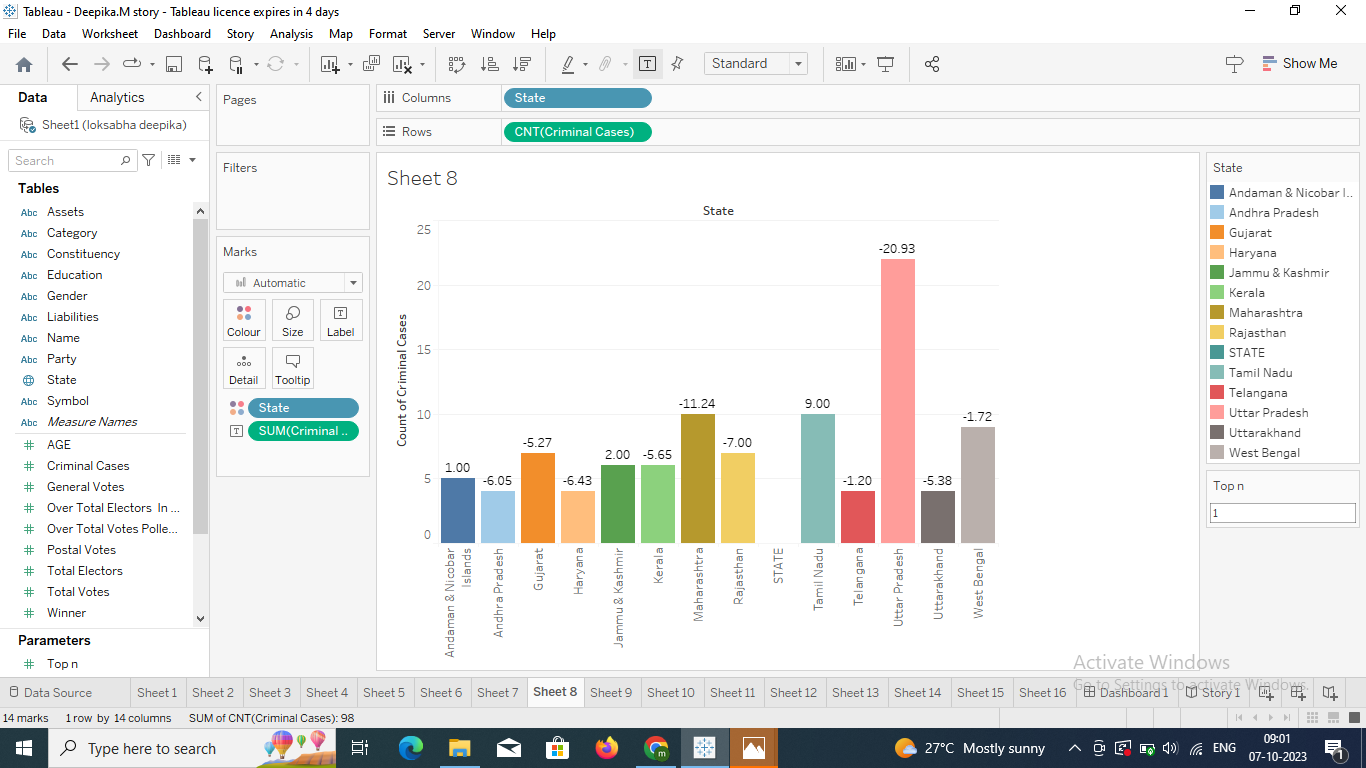 Tableau - Deepika.M story - Tableau licence expires in 4 days
File Data Worksheet Dashboard Story Analysis Map Format Server Window Help
Standard Show Me
Data Analytics
Sheet1 (loksabha deepika)
Search
Tables
Abc Assets
Abc Category
Abc Constituency
Abc Education
Abc Gender
Abc Liabilities
Abc Name
Abc Party
State
Abc Symbol
Abc Measure Names
AGE
Criminal Cases
General Votes
Over Total Electors In ...
Over Total Votes Polle...
Postal Votes
Total Electors
Total Votes
Winner
Parameters
Top n
Pages
Filters
Marks
Automatic
Colour Size Label
Detail Tooltip
State
SUM(Criminal ..
Columns State
Rows CNT(Criminal Cases)
Sheet 8
State
Count of Criminal Cases
25
20
15
10
5
0
1.00
-6.05
-5.27
-6.43
2.00
-5.65
-11.24
-7.00
9.00
-1.20
-20.93
-5.38
-1.72
Andaman & Nicobar
Islands
Andhra Pradesh
Gujarat
Haryana
Jammu & Kashmir
Kerala
Maharashtra
Rajasthan
STATE
Tamil Nadu
Telangana
Uttar Pradesh
Uttarakhand
West Bengal
State
Andaman & Nicobar I..
Andhra Pradesh
Gujarat
Haryana
Jammu & Kashmir
Kerala
Maharashtra
Rajasthan
STATE
Tamil Nadu
Telangana
Uttar Pradesh
Uttarakhand
West Bengal
Top n
1
Activate Windows
Go to Settings to activate Windows.
Data Source Sheet 1 Sheet 2 Sheet 3 Sheet 4 Sheet 5 Sheet 6 Sheet 7 Sheet 8 Sheet 9 Sheet 10 Sheet 11 Sheet 12 Sheet 13 Sheet 14 Sheet 15 Sheet 16 Dashboard 1 Story 1
14 marks 1 row by 14 columns SUM of CNT(Criminal Cases): 98
Type here to search
27°C Mostly sunny
ENG
09:01
07-10-2023
1